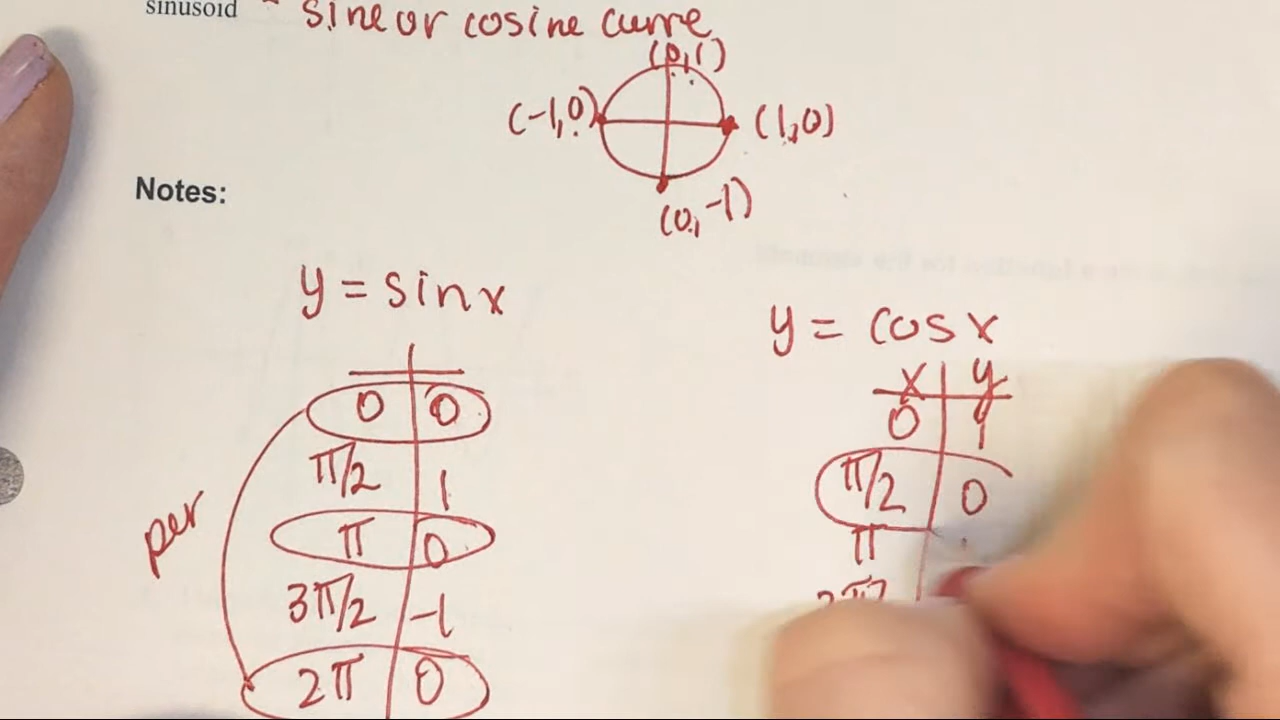 sinusoid - sine or cosine curve
(0,1)
(-1,0) (1,0)
(0,-1)
Notes:
y = sin x
y = cos x
x y
0 0
0 1
π/2 1
π/2 0
per
π 0
π
3π/2 -1
2π 0